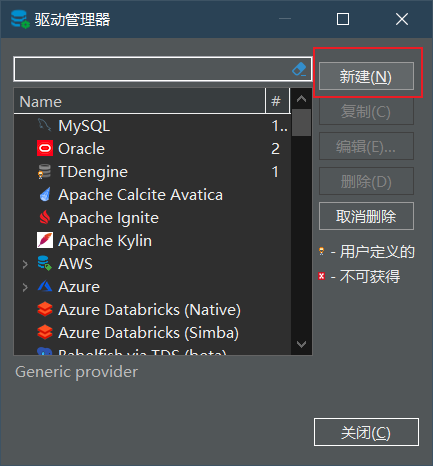 驱动管理器
新建(N)
Name #
MySQL 1..
复制(C)
Oracle 2
编辑(E)...
TDengine 1
删除(D)
Apache Calcite Avatica
取消删除
Apache Ignite
Apache Kylin
- 用户定义的
AWS
- 不可获得
Azure
Azure Databricks (Native)
Azure Databricks (Simba)
Babelfish via TDS (beta)
Generic provider
关闭(C)